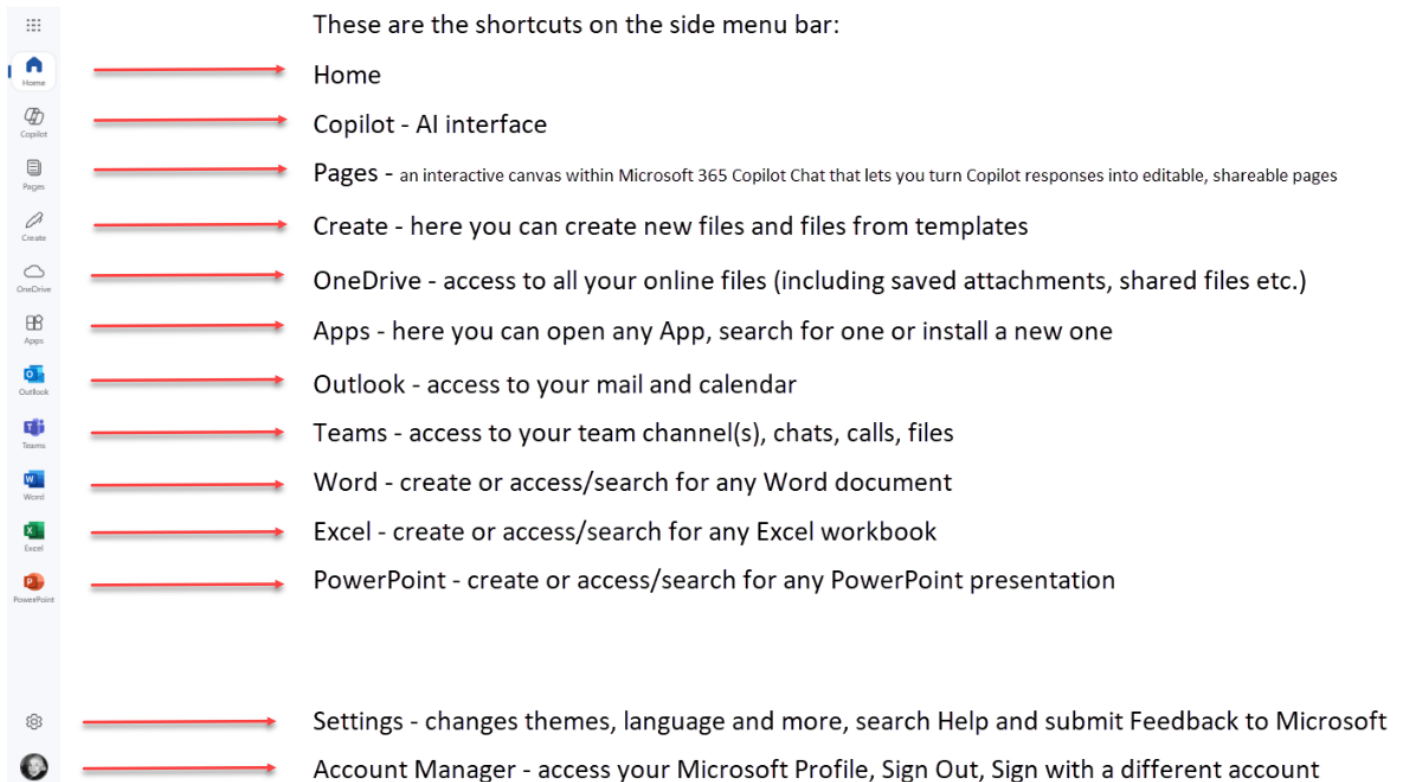 These are the shortcuts on the side menu bar:
Home
Home
Copilot
Copilot - AI interface
Pages
Pages - an interactive canvas within Microsoft 365 Copilot Chat that lets you turn Copilot responses into editable, shareable pages
Create
Create - here you can create new files and files from templates
OneDrive
OneDrive - access to all your online files (including saved attachments, shared files etc.)
Apps
Apps - here you can open any App, search for one or install a new one
Outlook
Outlook - access to your mail and calendar
Teams
Teams - access to your team channel(s), chats, calls, files
Word
Word - create or access/search for any Word document
Excel
Excel - create or access/search for any Excel workbook
PowerPoint
PowerPoint - create or access/search for any PowerPoint presentation
Settings - changes themes, language and more, search Help and submit Feedback to Microsoft
Account Manager - access your Microsoft Profile, Sign Out, Sign with a different account